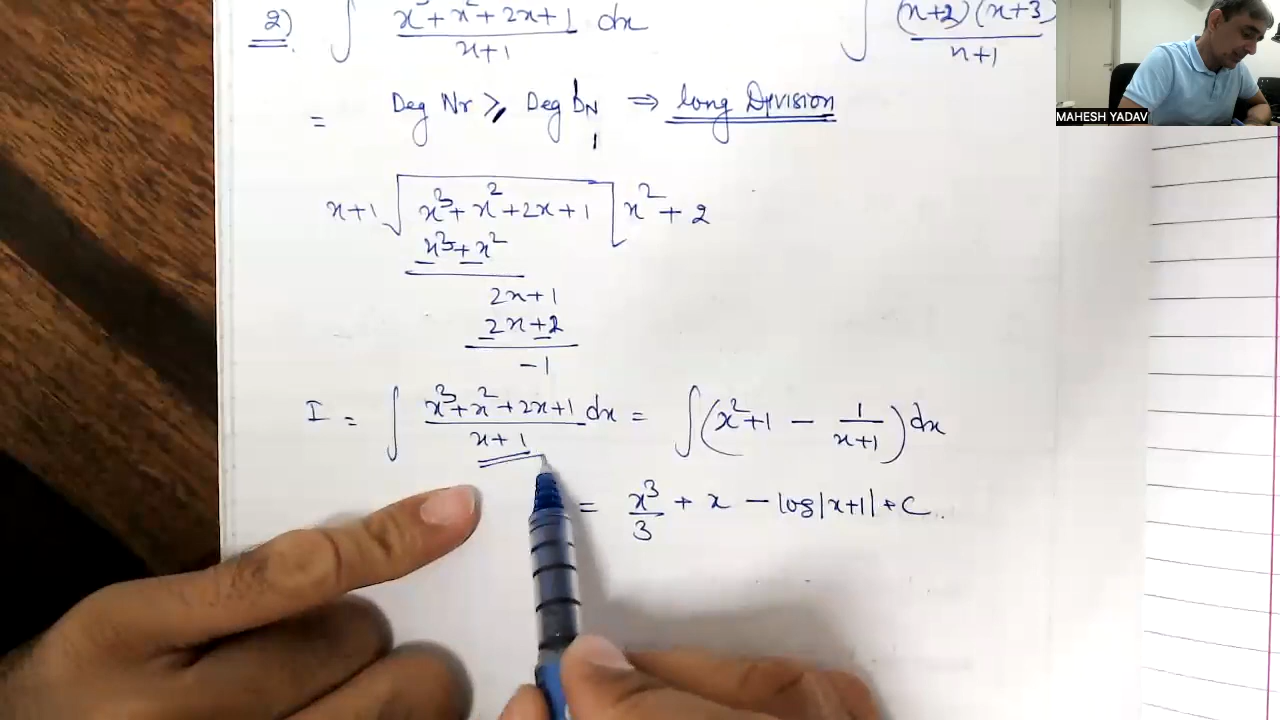 2) ∫ x³+x²+2x+1 / x+1 dx ∫ (x+2)(x+3) / x+1
MAHESH YADAV
= Deg Nr ≥ Deg DN ⇒ long Division
1
x+1 √ x³+x²+2x+1 | x²+2
x³+x²
2x+1
2x+2
-1
I = ∫ x³+x²+2x+1 / x+1 dx = ∫(x²+1 - 1/x+1)dx
= x³/3 + x - log|x+1| + C..